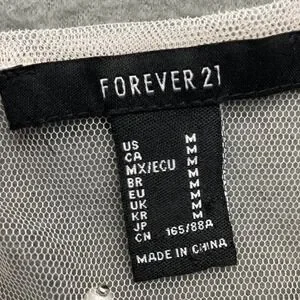 FOREVER 21
US M
CA M
MX/ECU M
BR M
EU M
UK M
KR M
JP M
CN 165/88A
MADE IN CHINA